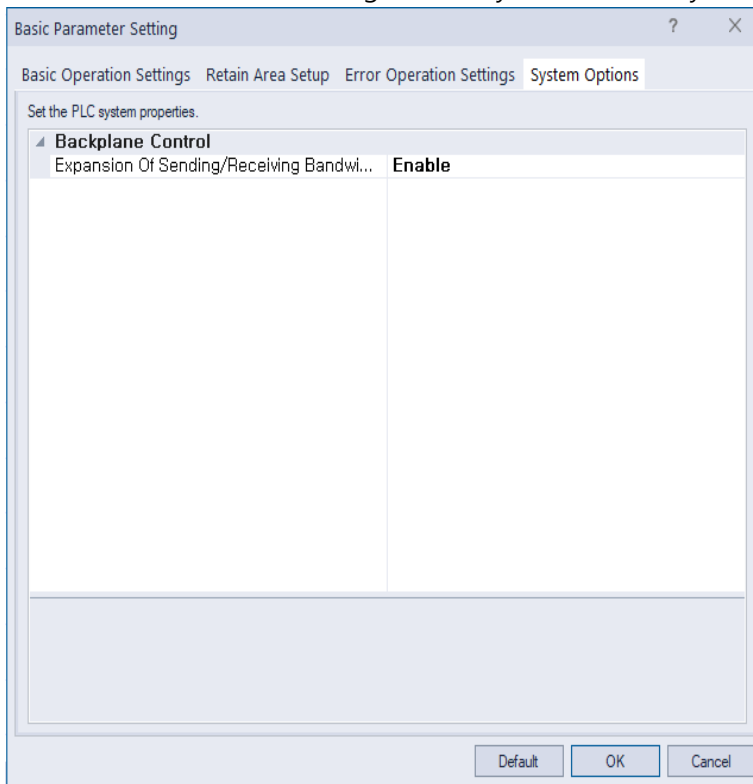 Basic Parameter Setting ?
Basic Operation Settings Retain Area Setup Error Operation Settings System Options
Set the PLC system properties.
Backplane Control
Expansion Of Sending/Receiving Bandwi... Enable
Default OK Cancel